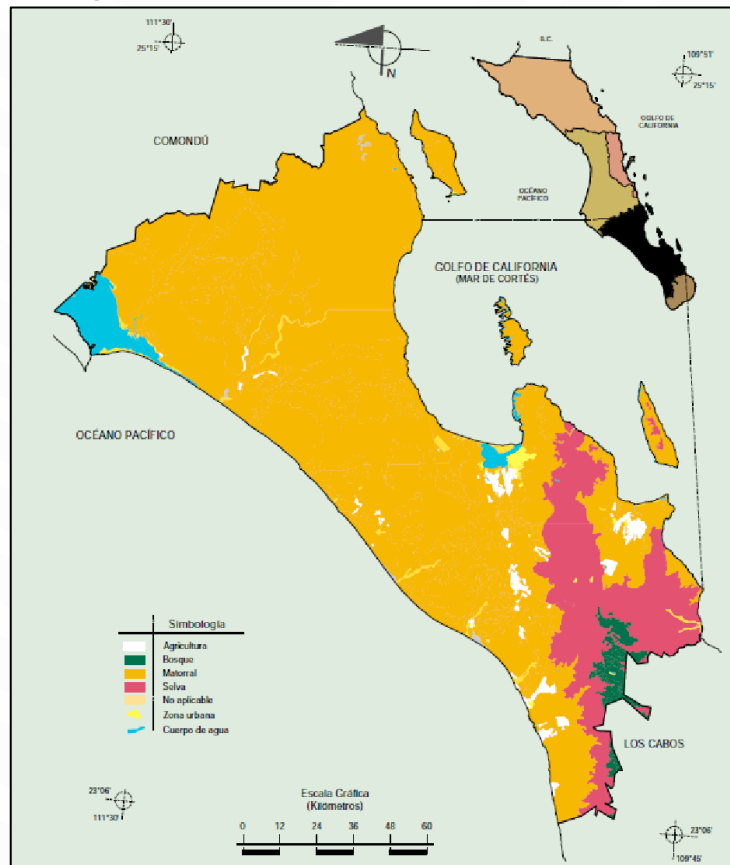 111°30'
25°15'
N
B.C.
109°51'
25°15'
COMONDÚ
GOLFO DE
CALIFORNIA
OCÉANO
PACÍFICO
GOLFO DE CALIFORNIA
(MAR DE CORTÉS)
OCÉANO PACÍFICO
Simbología
Agricultura
Bosque
Matorral
Selva
No aplicable
Zona urbana
Cuerpo de agua
LOS CABOS
23°06'
111°30'
Escala Gráfica
(Kilómetros)
0 12 24 36 48 60
23°06'
109°45'